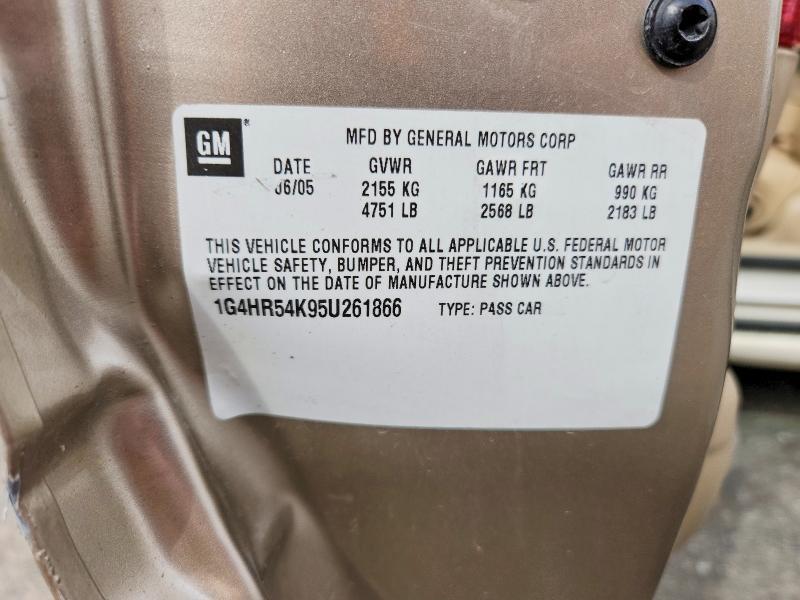 GM
MFD BY GENERAL MOTORS CORP
DATE GVWR GAWR FRT GAWR RR
06/05 2155 KG 1165 KG 990 KG
4751 LB 2568 LB 2183 LB
THIS VEHICLE CONFORMS TO ALL APPLICABLE U.S. FEDERAL MOTOR
VEHICLE SAFETY, BUMPER, AND THEFT PREVENTION STANDARDS IN
EFFECT ON THE DATE OF MANUFACTURE SHOWN ABOVE.
1G4HR54K95U261866 TYPE: PASS CAR